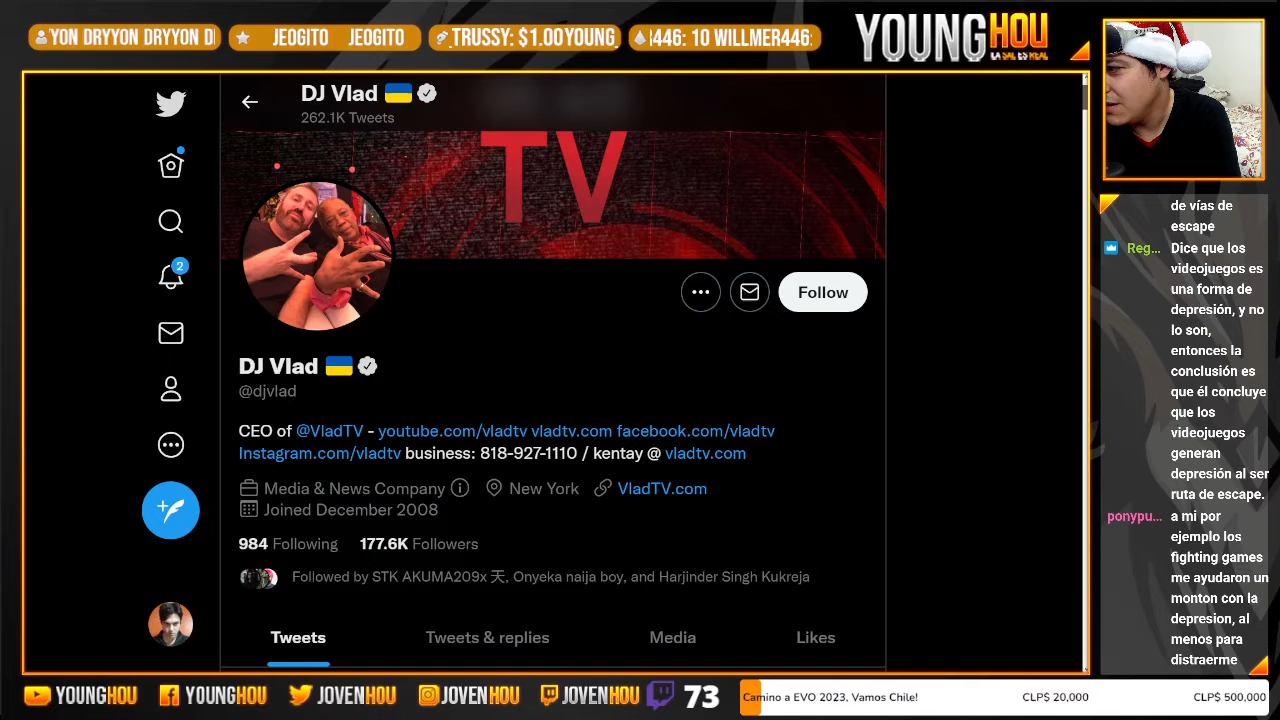 YON DRYYON DRYYON DI
JEOGITO JEOGITO
.TRUSSY: $1.00YOUNG_
446: 10 WILLMER446:
YOUNGHOU
LA SAL ES REAL
DJ Vlad
262.1K Tweets
TV
2
Follow
DJ Vlad
@djvlad
CEO of @VladTV - youtube.com/vladtv vladtv.com facebook.com/vladtv
Instagram.com/vladtv business: 818-927-1110 / kentay @ vladtv.com
Media & News Company New York VladTV.com
Joined December 2008
984 Following 177.6K Followers
Followed by STK AKUMA209x 天, Onyeka naija boy, and Harjinder Singh Kukreja
Tweets Tweets & replies Media Likes
de vías de
escape
Reg... Dice que los
videojuegos es
una forma de
depresión, y no
lo son,
entonces la
conclusión es
que él concluye
que los
videojuegos
generan
depresión al ser
ruta de escape.
ponypu... a mi por
ejemplo los
fighting games
me ayudaron un
monton con la
depresion, al
menos para
distraerme
YOUNGHOU YOUNGHOU JOVENHOU JOVENHOU JOVENHOU 73
Camino a EVO 2023, Vamos Chile! CLP$ 20,000 CLP$ 500,000